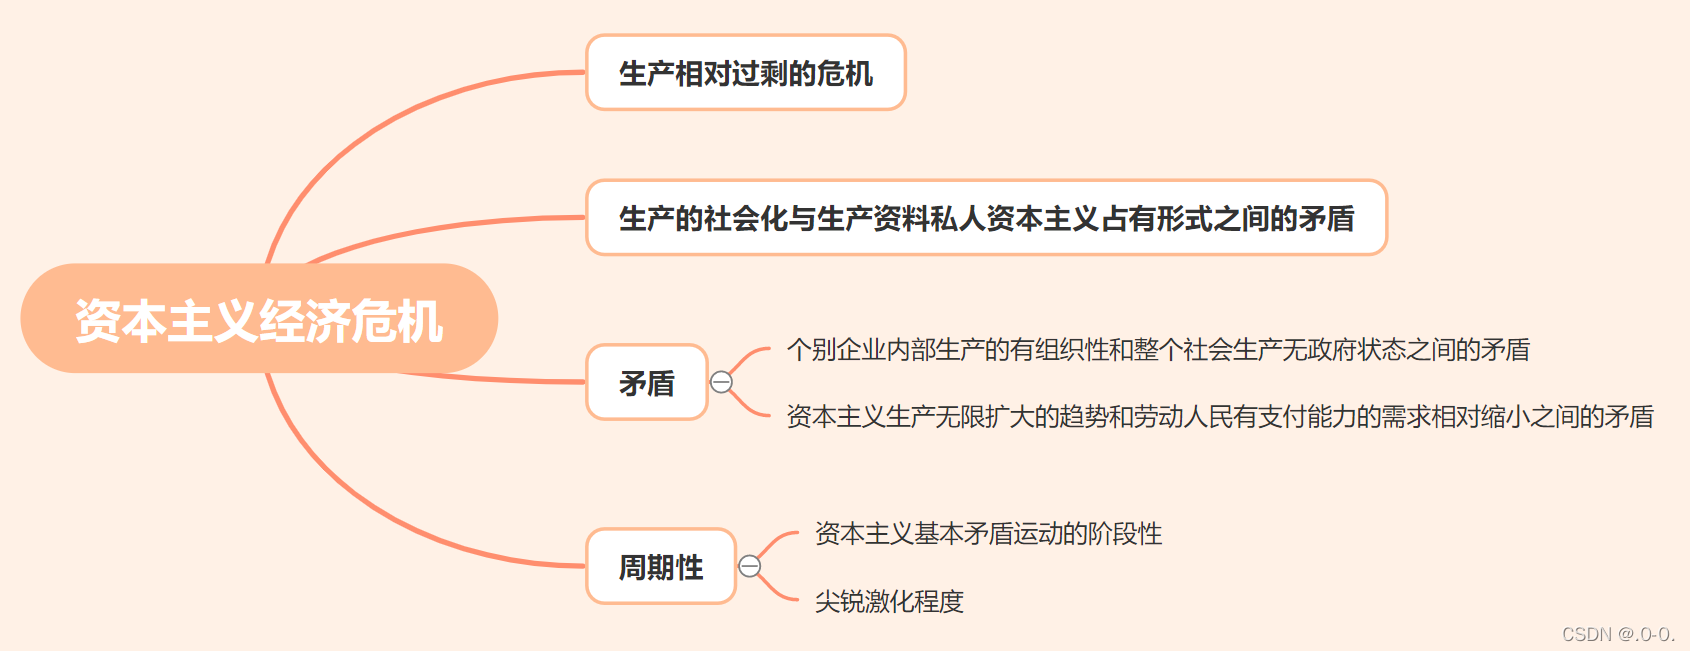 生产相对过剩的危机
生产的社会化与生产资料私人资本主义占有形式之间的矛盾
资本主义经济危机
个别企业内部生产的有组织性和整个社会生产无政府状态之间的矛盾
矛盾
资本主义生产无限扩大的趋势和劳动人民有支付能力的需求相对缩小之间的矛盾
资本主义基本矛盾运动的阶段性
周期性
尖锐激化程度
CSDN @.O-O.